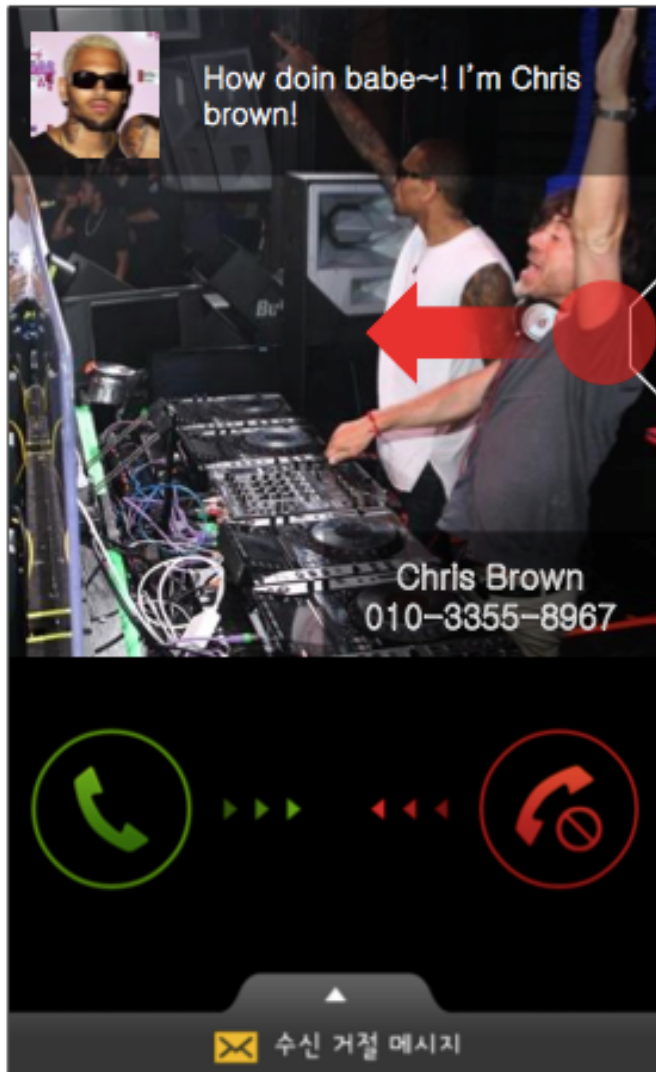 How doin babe~! I'm Chris
brown!
Chris Brown
010-3355-8967
수신 거절 메시지